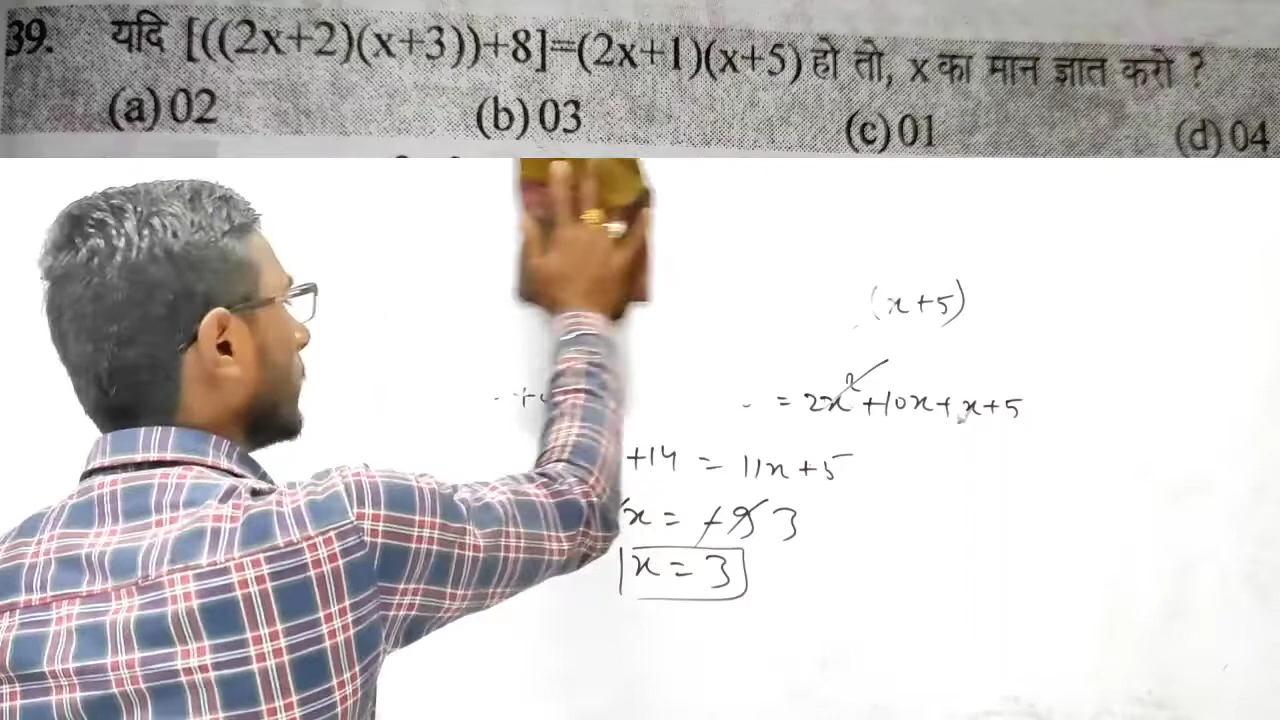 39. यदि [((2x+2)(x+3))+8]=(2x+1)(x+5) हो तो, x का मान ज्ञात करो ?
(a) 02 (b) 03 (c) 01 (d) 04
(x+5)
= 2x²+10x+x+5
+14 = 11x+5
x = +9 3
x = 3